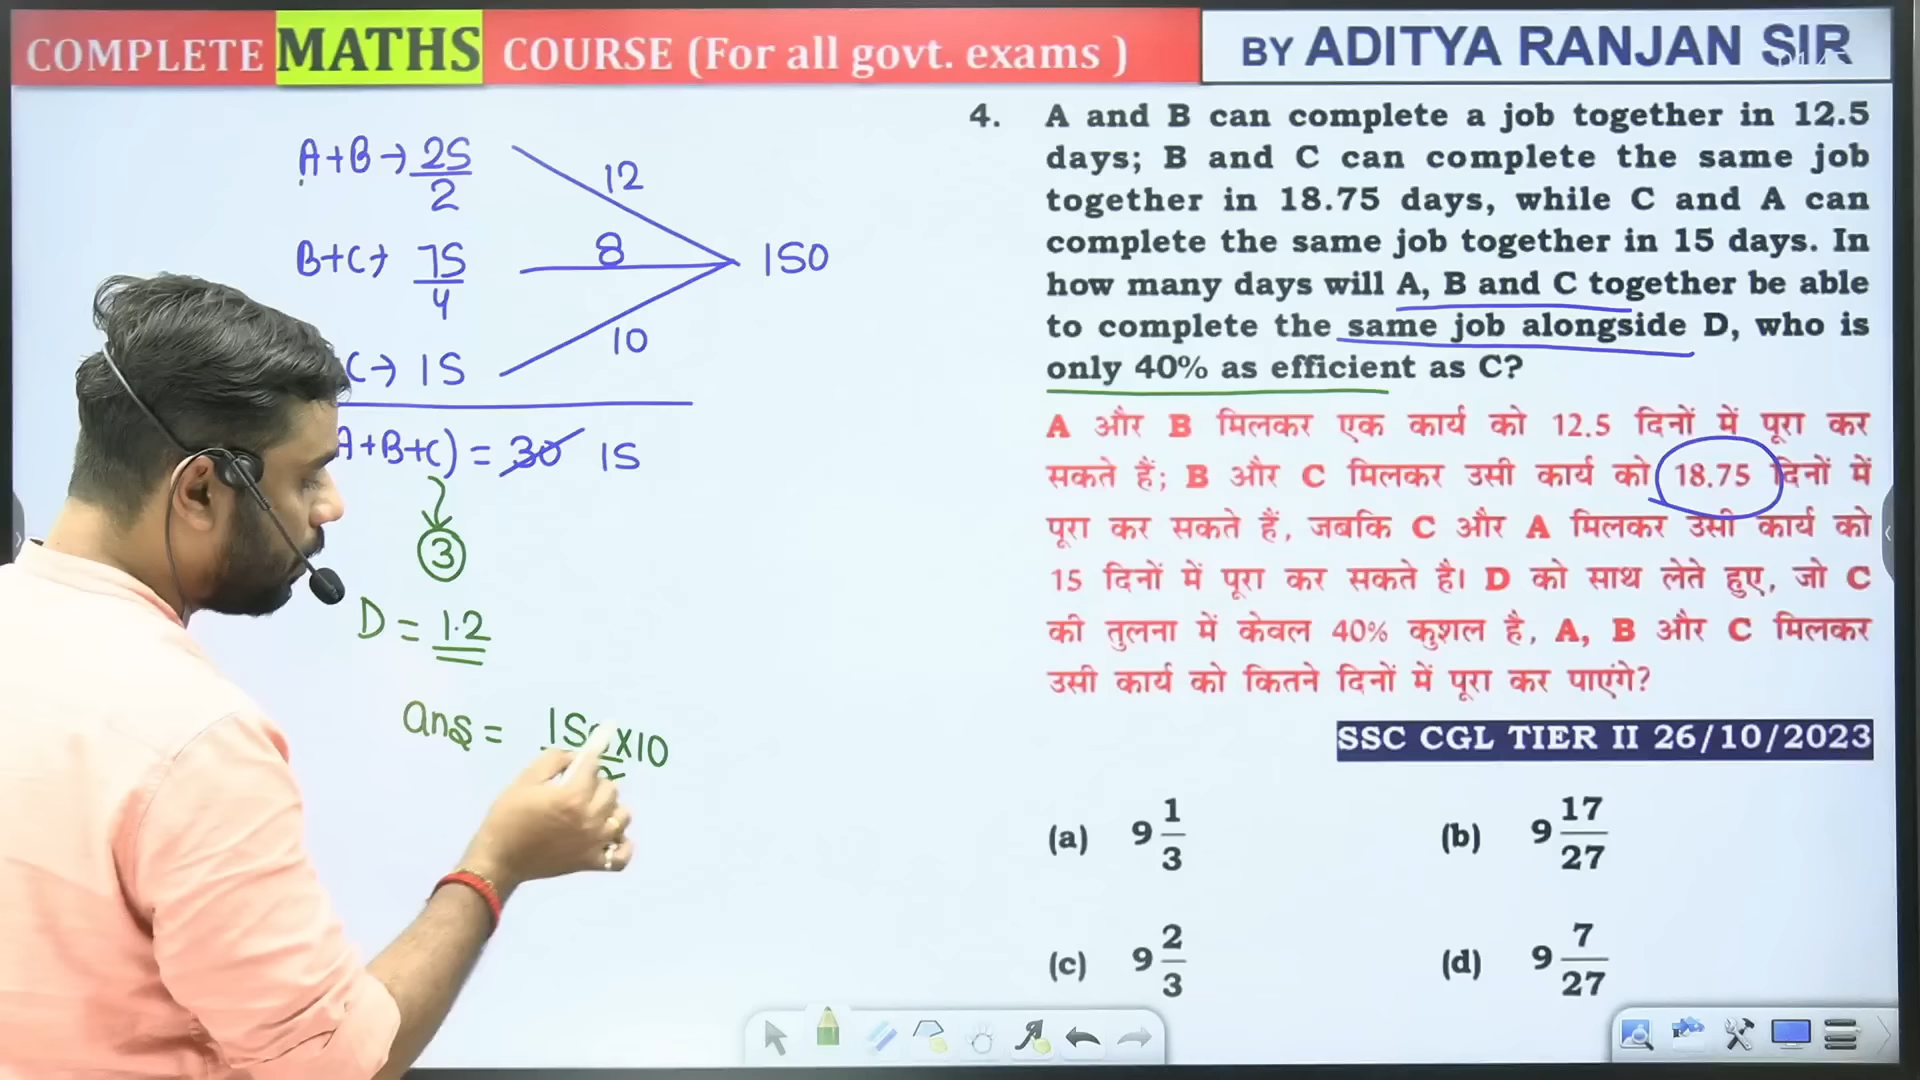 COMPLETE MATHS COURSE (For all govt. exams )
BY ADITYA RANJAN SIR
A+B→ 25/2
12
B+C→ 75/4
8
150
C→ 15
10
A+B+C) = 30 15
3
D = 1.2
ans = ×10
4. A and B can complete a job together in 12.5
days; B and C can complete the same job
together in 18.75 days, while C and A can
complete the same job together in 15 days. In
how many days will A, B and C together be able
to complete the same job alongside D, who is
only 40% as efficient as C?
A और B मिलकर एक कार्य को 12.5 दिनों में पूरा कर
सकते हैं; B और C मिलकर उसी कार्य को 18.75 दिनों में
पूरा कर सकते हैं, जबकि C और A मिलकर उसी कार्य को
15 दिनों में पूरा कर सकते है। D को साथ लेते हुए, जो C
की तुलना में केवल 40% कुशल है, A, B और C मिलकर
उसी कार्य को कितने दिनों में पूरा कर पाएंगे?
SSC CGL TIER II 26/10/2023
(a) 9 1/3
(b) 9 17/27
(c) 9 2/3
(d) 9 7/27